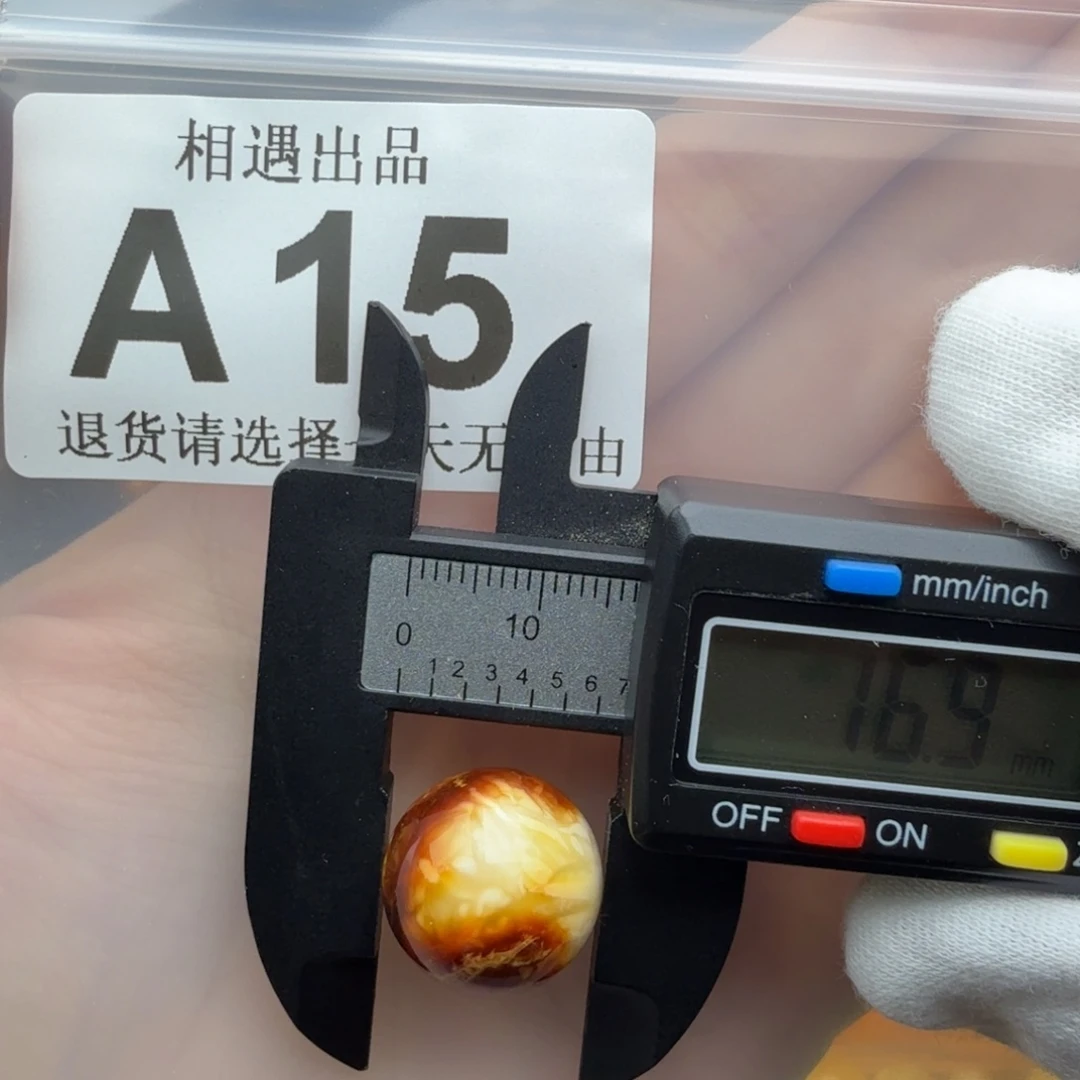 相遇出品
A15
退货请选择 天无 由
mm/inch
0 10
1 2 3 4 5 6 7
16.9 mm
OFF ON